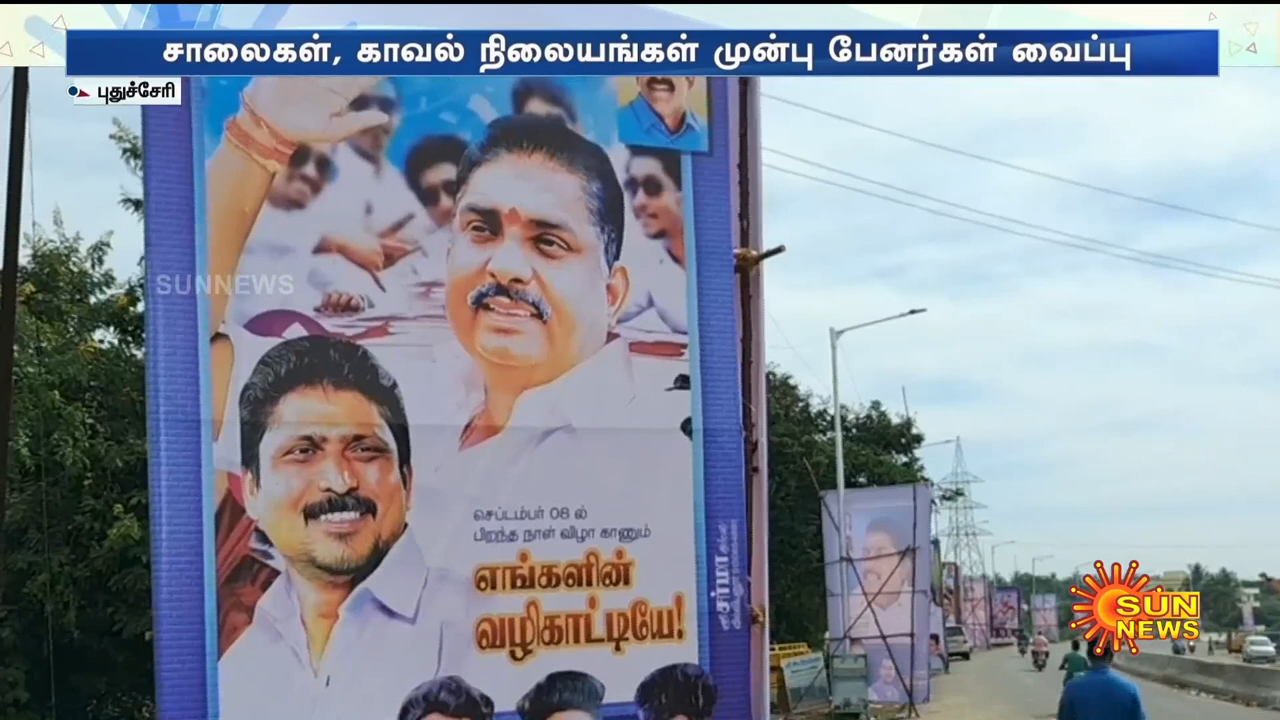 சாலைகள், காவல் நிலையங்கள் முன்பு பேனர்கள் வைப்பு
புதுச்சேரி
SUNNEWS
செப்டம்பர் 08 ல்
பிறந்த நாள் விழா காணும்
எங்களின்
வழிகாட்டியே!
SUN
NEWS